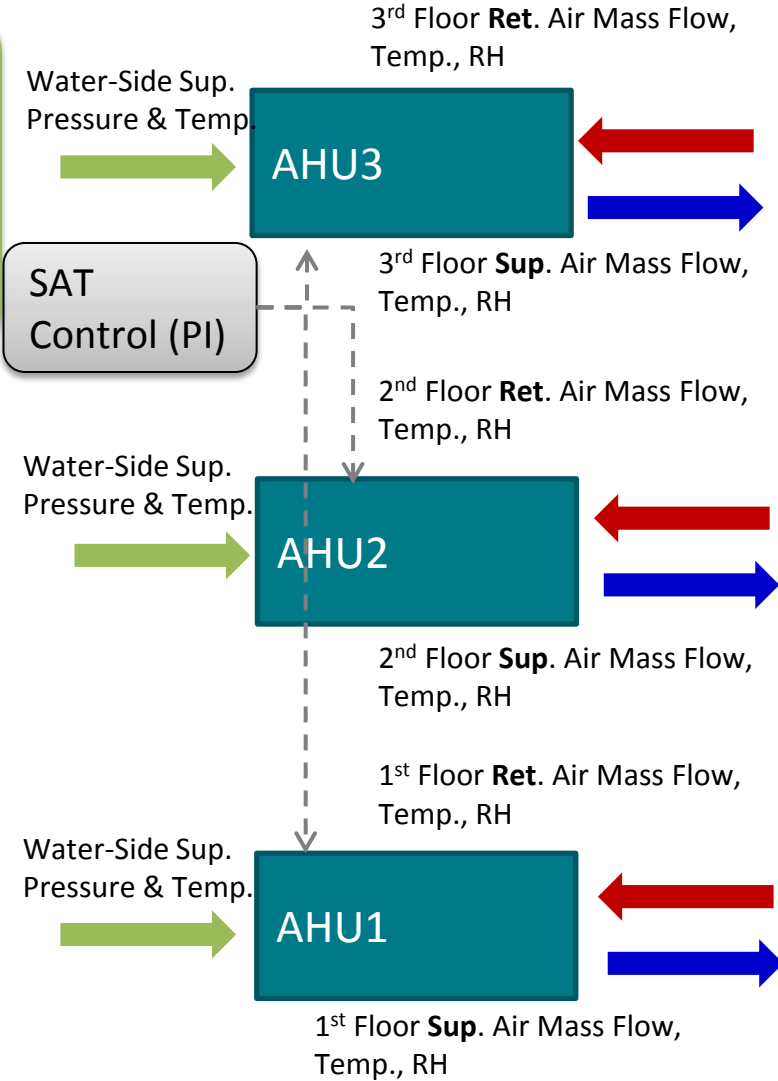 3rd Floor Ret. Air Mass Flow,
Temp., RH
Water-Side Sup.
Pressure & Temp.
AHU3
SAT
Control (PI)
3rd Floor Sup. Air Mass Flow,
Temp., RH
2nd Floor Ret. Air Mass Flow,
Temp., RH
Water-Side Sup.
Pressure & Temp.
AHU2
2nd Floor Sup. Air Mass Flow,
Temp., RH
1st Floor Ret. Air Mass Flow,
Temp., RH
Water-Side Sup.
Pressure & Temp.
AHU1
1st Floor Sup. Air Mass Flow,
Temp., RH